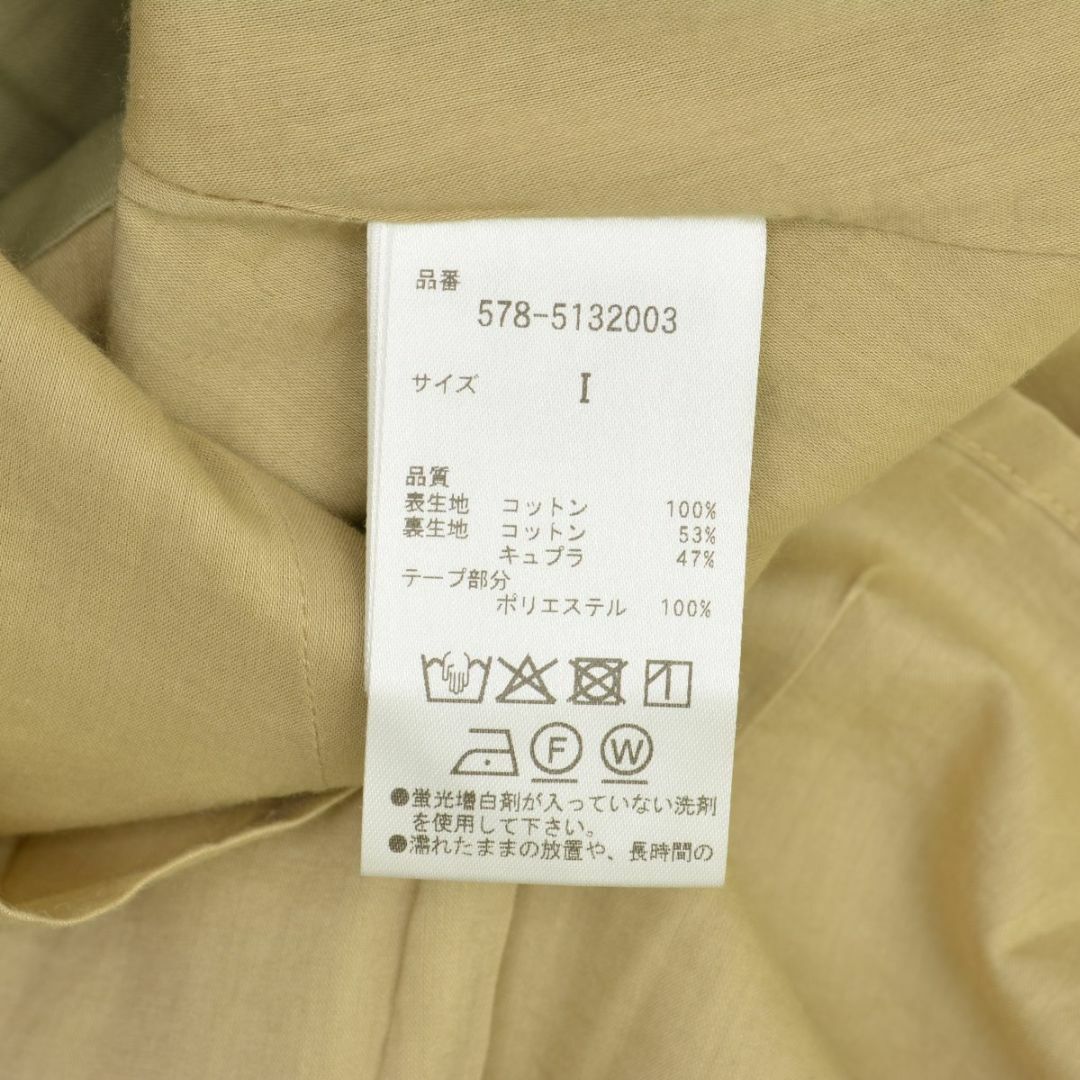 品番
578-5132003
サイズ I
品質
表生地 コットン 100%
裏生地 コットン 53%
キュプラ 47%
テープ部分
ポリエステル 100%
F W
●蛍光増白剤が入っていない洗剤
を使用して下さい。
●濡れたままの放置や、長時間の